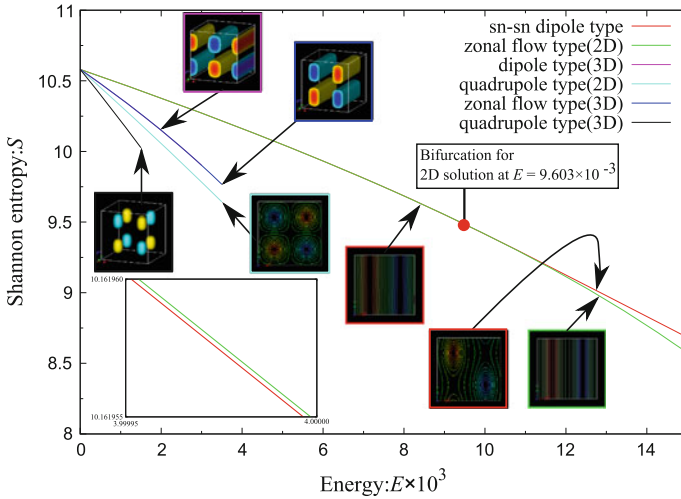 sn-sn dipole type
zonal flow type(2D)
dipole type(3D)
quadrupole type(2D)
zonal flow type(3D)
quadrupole type(3D)
11
10.5
10
9.5
9
8.5
8
Shannon entropy:S
Bifurcation for
2D solution at E = 9.603×10 -3
10.161960
10.161955
3.99995
4.00000
0 2 4 6 8 10 12 14
Energy:E×10³